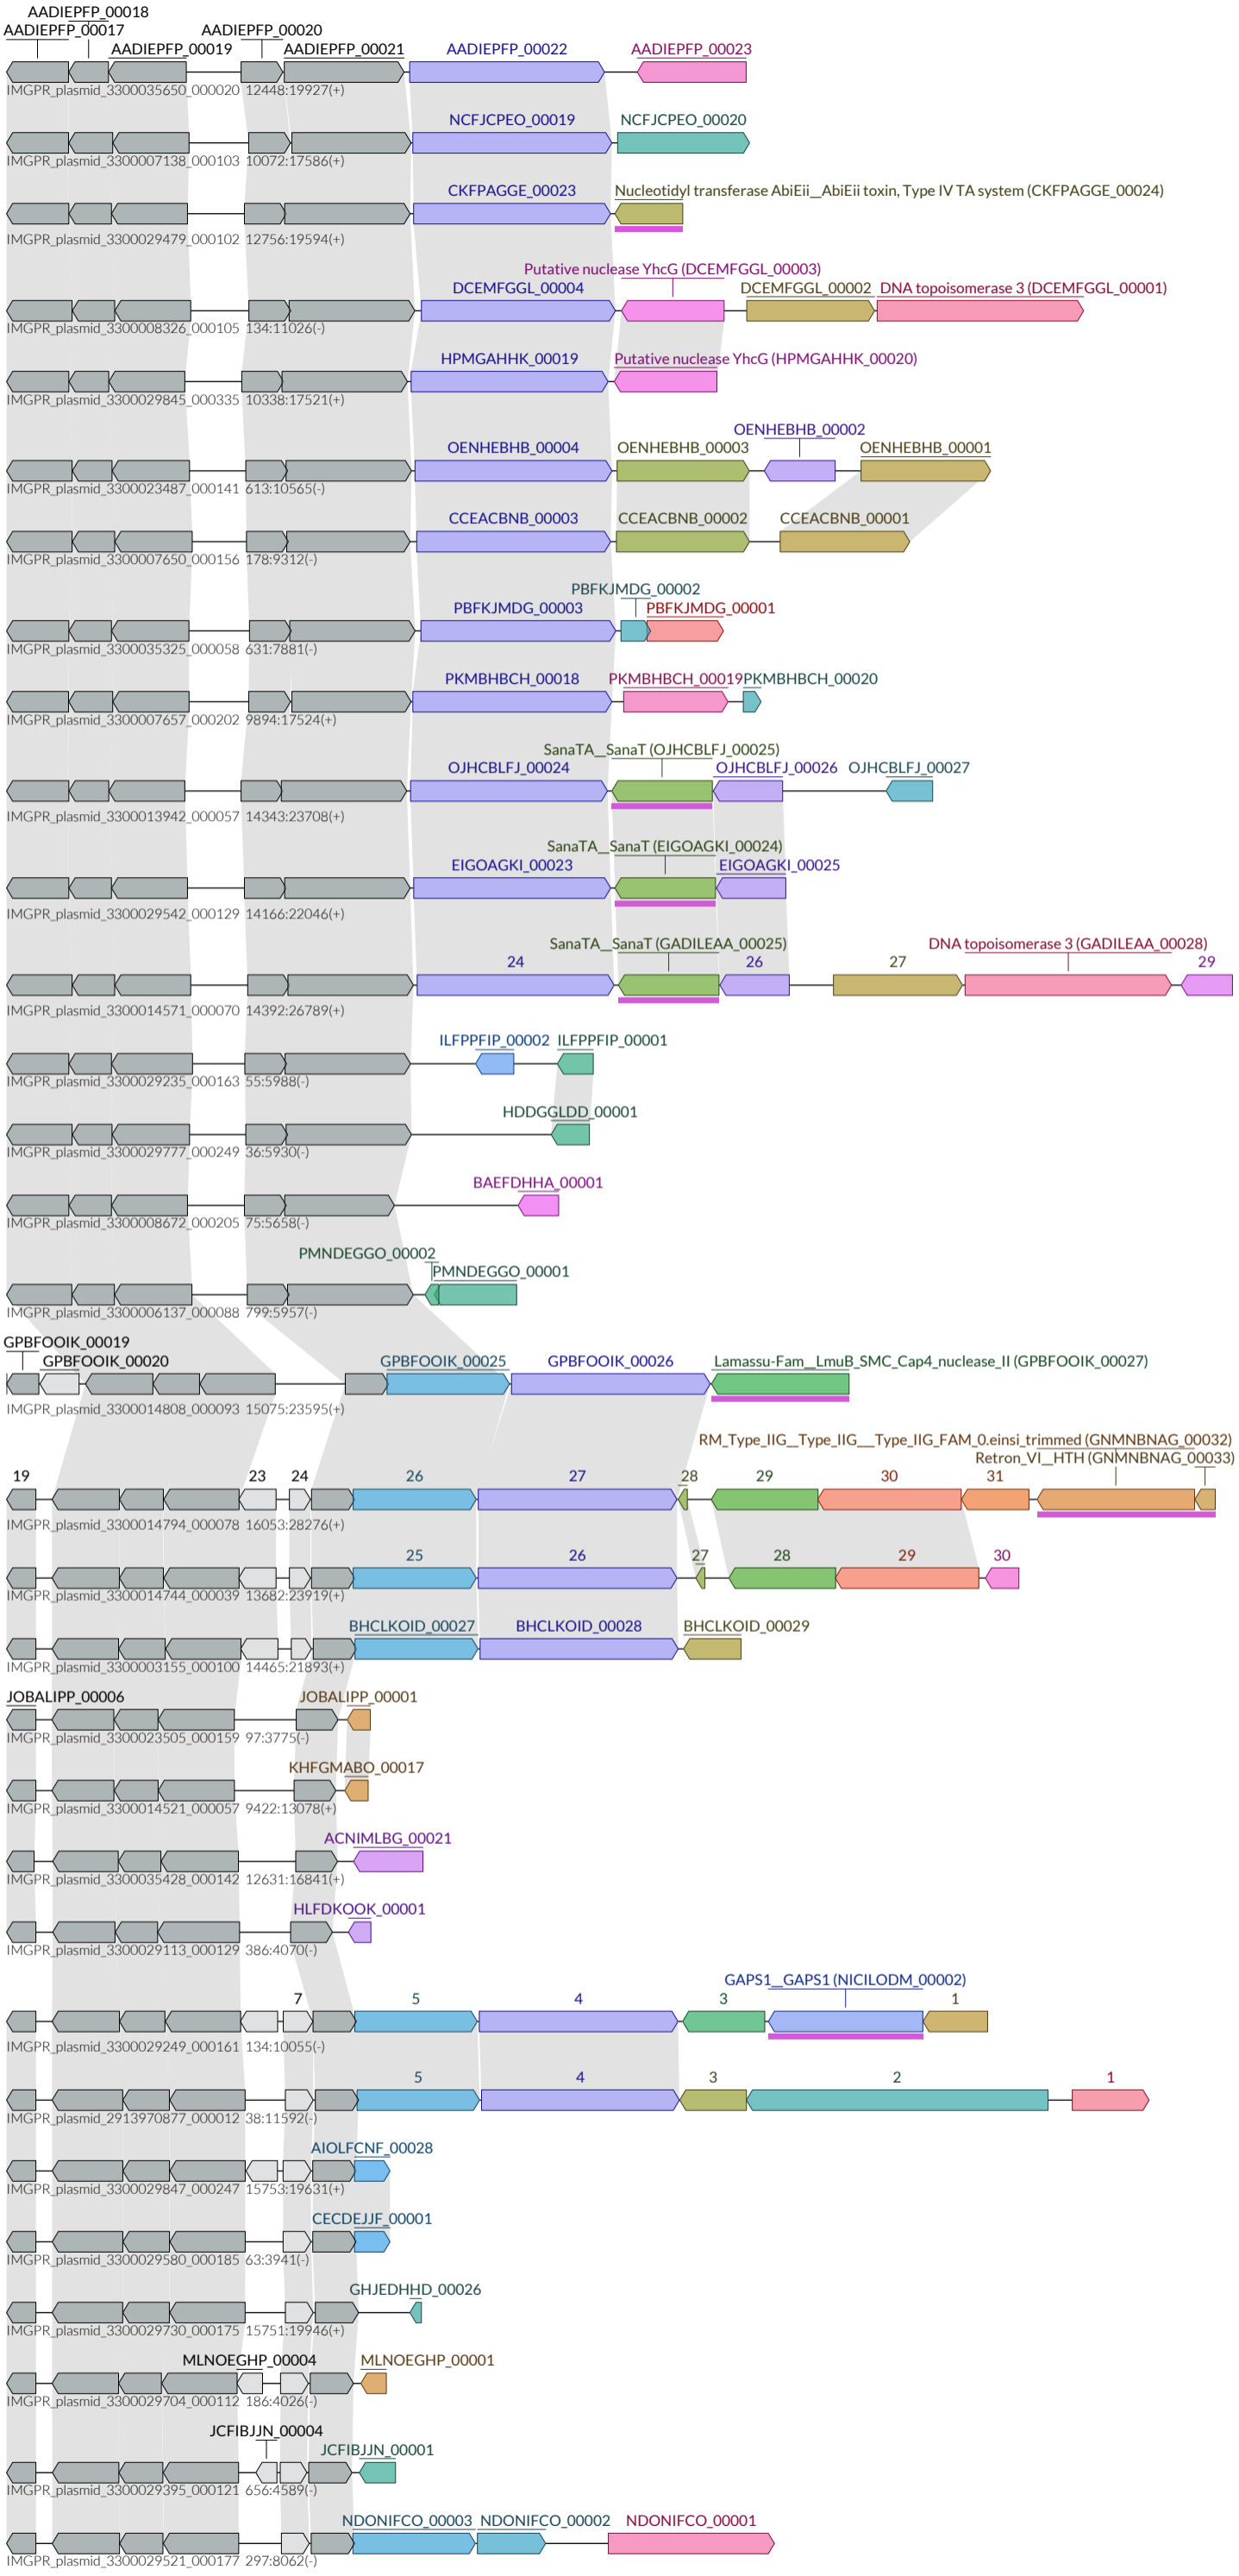 AADIEPFP_00018
AADIEPFP_00017 AADIEPFP_00020
AADIEPFP_00019 AADIEPFP_00021 AADIEPFP_00022 AADIEPFP_00023
IMGPR_plasmid_3300035650_000020 12448:19927(+)
NCFJCPEO_00019 NCFJCPEO_00020
IMGPR_plasmid_3300007138_000103 10072:17586(+)
CKFPAGGE_00023 Nucleotidyl transferase AbiEii__AbiEii toxin, Type IV TA system (CKFPAGGE_00024)
IMGPR_plasmid_3300029479_000102 12756:19594(+)
Putative nuclease YhcG (DCEMFGGL_00003)
DCEMFGGL_00004 DCEMFGGL_00002 DNA topoisomerase 3 (DCEMFGGL_00001)
IMGPR_plasmid_3300008326_000105 134:11026(-)
HPMGAHHK_00019 Putative nuclease YhcG (HPMGAHHK_00020)
IMGPR_plasmid_3300029845_000335 10338:17521(+)
OENHEBHB_00002
OENHEBHB_00004 OENHEBHB_00003 OENHEBHB_00001
IMGPR_plasmid_3300023487_000141 613:10565(-)
CCEACBNB_00003 CCEACBNB_00002 CCEACBNB_00001
IMGPR_plasmid_3300007650_000156 178:9312(-)
PBFKJMDG_00002
PBFKJMDG_00003 PBFKJMDG_00001
IMGPR_plasmid_3300035325_000058 631:7881(-)
PKMBHBCH_00018 PKMBHBCH_00019 PKMBHBCH_00020
IMGPR_plasmid_3300007657_000202 9894:17524(+)
SanaTA__SanaT (OJHCBLFJ_00025)
OJHCBLFJ_00024 OJHCBLFJ_00026 OJHCBLFJ_00027
IMGPR_plasmid_3300013942_000057 14343:23708(+)
SanaTA__SanaT (EIGOAGKI_00024)
EIGOAGKI_00023 EIGOAGKI_00025
IMGPR_plasmid_3300029542_000129 14166:22046(+)
SanaTA__SanaT (GADILEAA_00025) DNA topoisomerase 3 (GADILEAA_00028)
24 26 27 29
IMGPR_plasmid_3300014571_000070 14392:26789(+)
ILFPPFIP_00002 ILFPPFIP_00001
IMGPR_plasmid_3300029235_000163 55:5988(-)
HDDGGLDD_00001
IMGPR_plasmid_3300029777_000249 36:5930(-)
BAEFDHHA_00001
IMGPR_plasmid_3300008672_000205 75:5658(-)
PMNDEGGO_00002
PMNDEGGO_00001
IMGPR_plasmid_3300006137_000088 799:5957(-)
GPBFOOIK_00019
GPBFOOIK_00020 GPBFOOIK_00025 GPBFOOIK_00026 Lamassu-Fam__LmuB_SMC_Cap4_nuclease_II (GPBFOOIK_00027)
IMGPR_plasmid_3300014808_000093 15075:23595(+)
RM_Type_IIG__Type_IIG___Type_IIG_FAM_0.einsi_trimmed (GNMNBNAG_00032)
Retron_VI__HTH (GNMNBNAG_00033)
19 23 24 26 27 28 29 30 31
IMGPR_plasmid_3300014794_000078 16053:28276(+)
25 26 27 28 29 30
IMGPR_plasmid_3300014744_000039 13682:23919(+)
BHCLKOID_00027 BHCLKOID_00028 BHCLKOID_00029
IMGPR_plasmid_3300003155_000100 14465:21893(+)
JOBALIPP_00006 JOBALIPP_00001
IMGPR_plasmid_3300023505_000159 97:3775(-)
KHFGMABO_00017
IMGPR_plasmid_3300014521_000057 9422:13078(+)
ACNIMLBG_00021
IMGPR_plasmid_3300035428_000142 12631:16841(+)
HLFDKOOK_00001
IMGPR_plasmid_3300029113_000129 386:4070(-)
GAPS1__GAPS1 (NICILODM_00002)
7 5 4 3 1
IMGPR_plasmid_3300029249_000161 134:10055(-)
5 4 3 2 1
IMGPR_plasmid_2913970877_000012 38:11592(-)
AIOLFCNF_00028
IMGPR_plasmid_3300029847_000247 15753:19631(+)
CECDEJJF_00001
IMGPR_plasmid_3300029580_000185 63:3941(-)
GHJEDHHD_00026
IMGPR_plasmid_3300029730_000175 15751:19946(+)
MLNOEGHP_00004 MLNOEGHP_00001
IMGPR_plasmid_3300029704_000112 186:4026(-)
JCFIBJJN_00004
JCFIBJJN_00001
IMGPR_plasmid_3300029395_000121 656:4589(-)
NDONIFCO_00003 NDONIFCO_00002 NDONIFCO_00001
IMGPR_plasmid_3300029521_000177 297:8062(-)